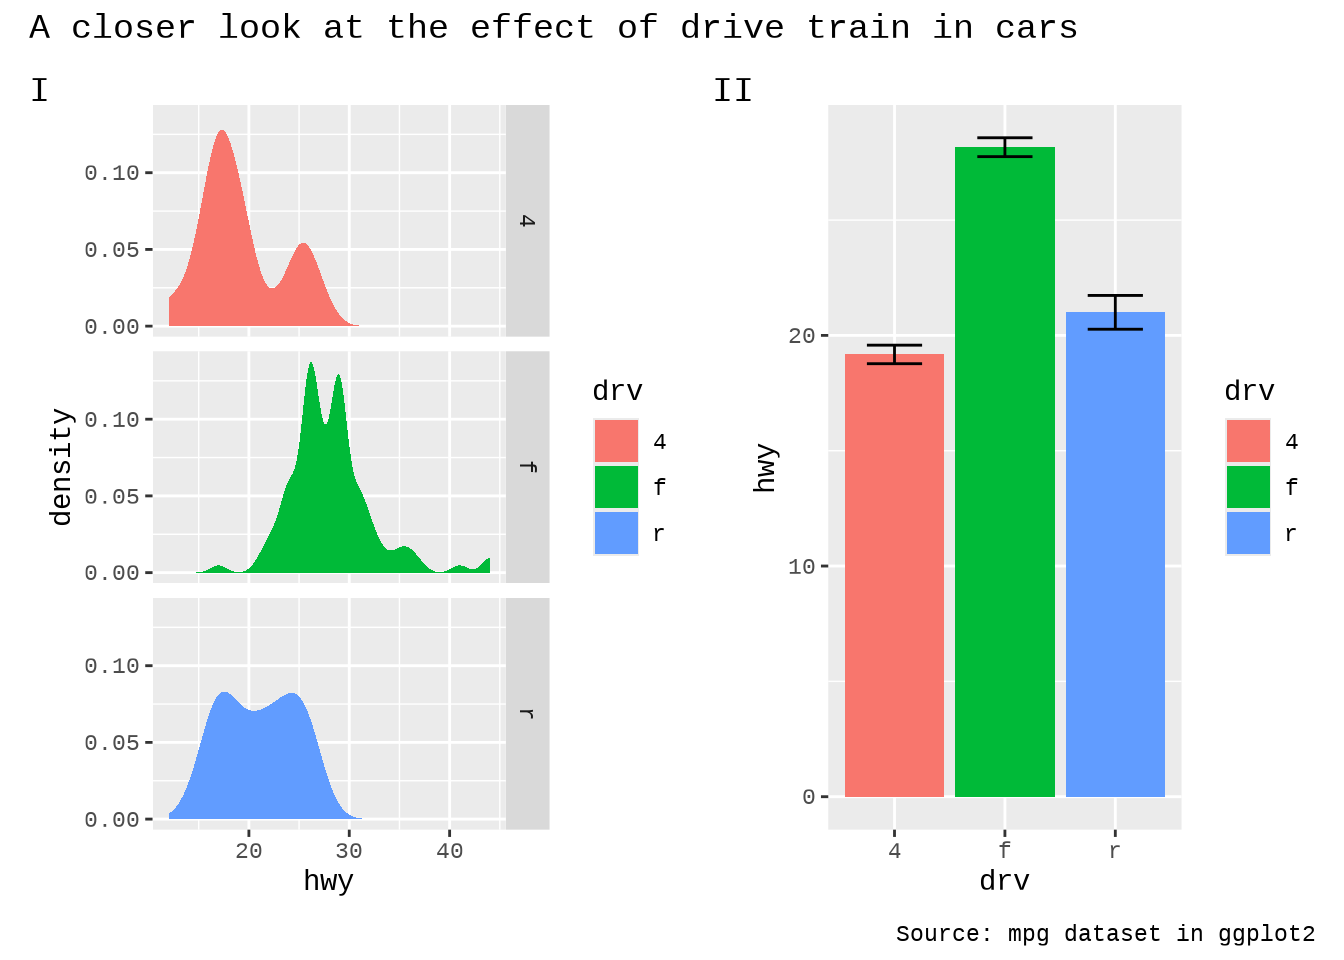 A closer look at the effect of drive train in cars
I
0.10
0.05
0.00
4
0.10
0.05
0.00
f
0.10
0.05
0.00
r
density
20 30 40
hwy
drv
4
f
r
II
20
10
0
hwy
4 f r
drv
drv
4
f
r
Source: mpg dataset in ggplot2